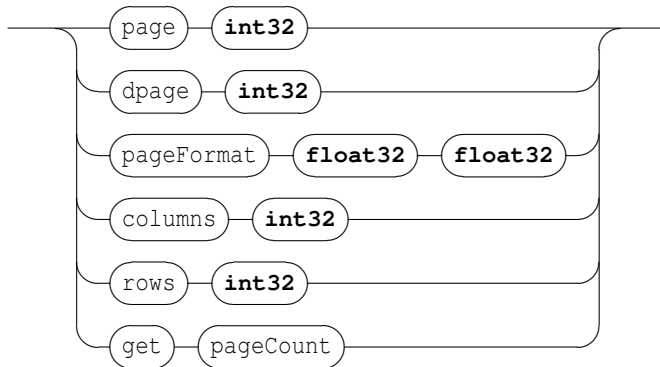 page int32
dpage int32
pageFormat float32 float32
columns int32
rows int32
get pageCount